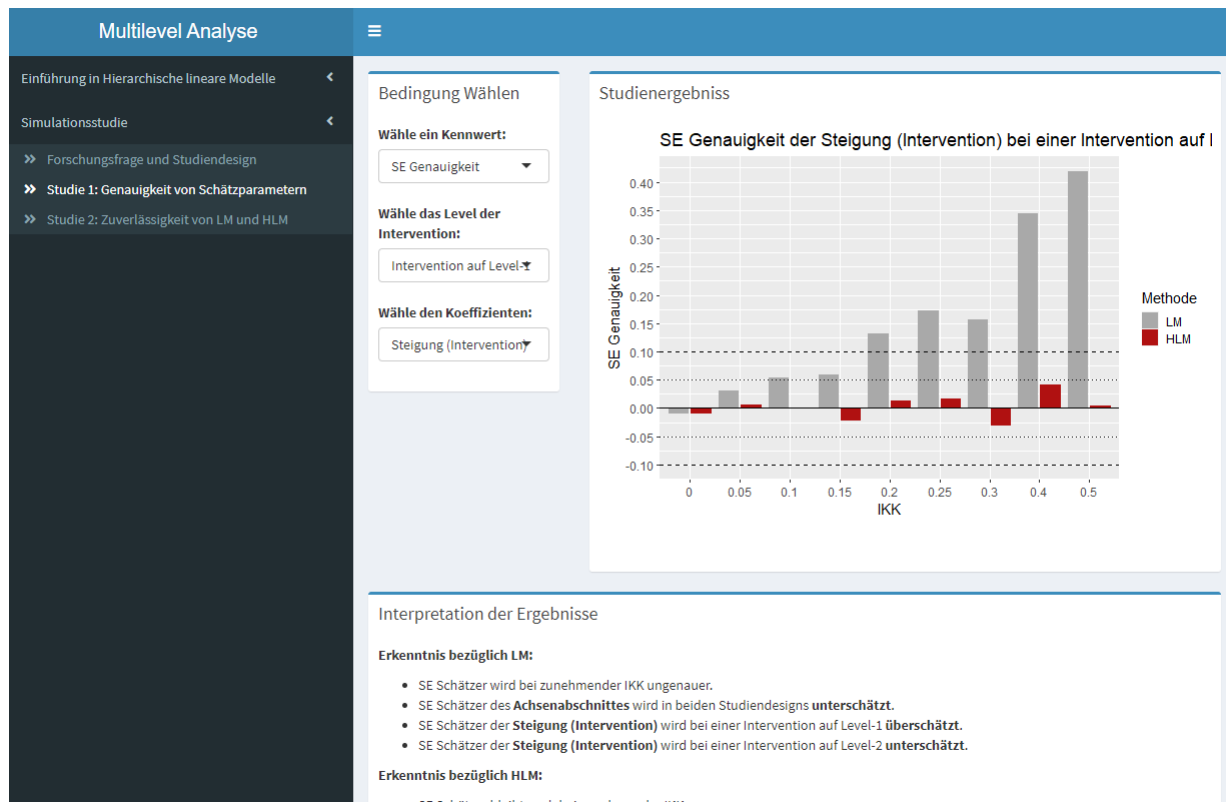 Multilevel Analyse
Einführung in Hierarchische lineare Modelle
Simulationsstudie
Forschungsfrage und Studiendesign
Studie 1: Genauigkeit von Schätzparametern
Studie 2: Zuverlässigkeit von LM und HLM
Bedingung Wählen
Wähle ein Kennwert:
SE Genauigkeit
Wähle das Level der
Intervention:
Intervention auf Level-1
Wähle den Koeffizienten:
Steigung (Intervention)
Studienergebniss
SE Genauigkeit der Steigung (Intervention) bei einer Intervention auf
SE Genauigkeit
0.40
0.35
0.30
0.25
0.20
0.15
0.10
0.05
0.00
-0.05
-0.10
0 0.05 0.1 0.15 0.2 0.25 0.3 0.4 0.5
IKK
Methode
LM
HLM
Interpretation der Ergebnisse
Erkenntnis bezüglich LM:
• SE Schätzer wird bei zunehmender IKK ungenauer.
• SE Schätzer des Achsenabschnittes wird in beiden Studiendesigns unterschätzt.
• SE Schätzer der Steigung (Intervention) wird bei einer Intervention auf Level-1 überschätzt.
• SE Schätzer der Steigung (Intervention) wird bei einer Intervention auf Level-2 unterschätzt.
Erkenntnis bezüglich HLM: